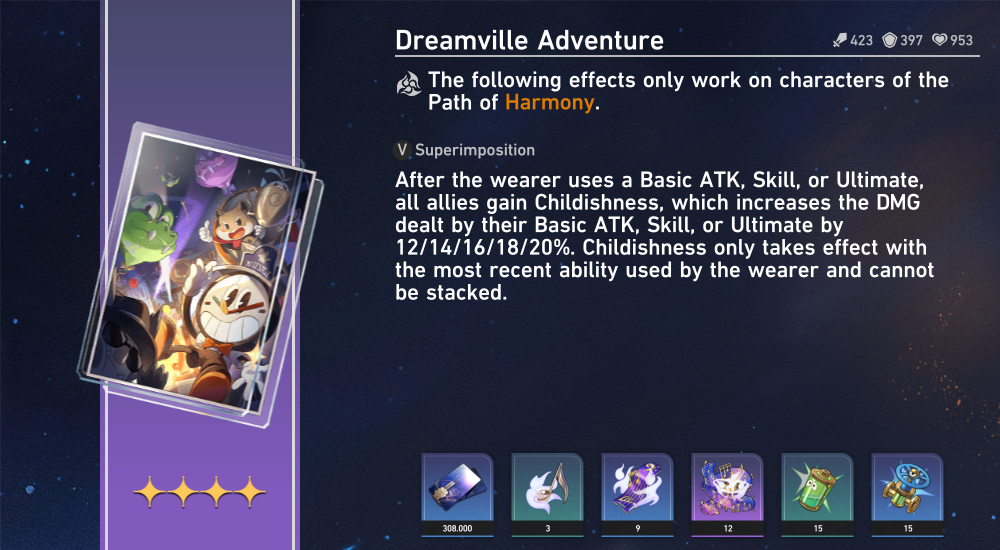 Dreamville Adventure
423 397 953
The following effects only work on characters of the
Path of Harmony.
V Superimposition
After the wearer uses a Basic ATK, Skill, or Ultimate,
all allies gain Childishness, which increases the DMG
dealt by their Basic ATK, Skill, or Ultimate by
12/14/16/18/20%. Childishness only takes effect with
the most recent ability used by the wearer and cannot
be stacked.
308.000 3 9 12 15 15